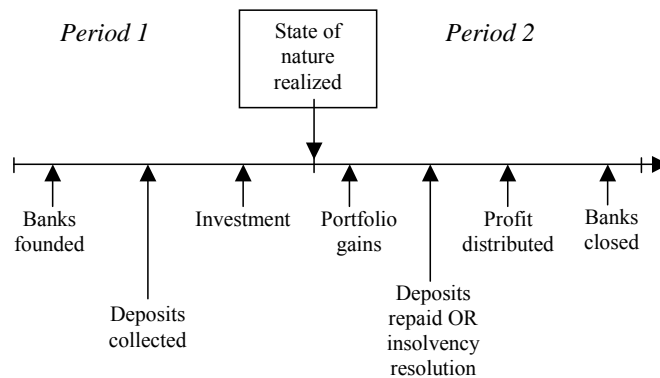 Period 1
State of
nature
realized
Period 2
Banks
founded
Investment
Portfolio
gains
Profit
distributed
Banks
closed
Deposits
collected
Deposits
repaid OR
insolvency
resolution